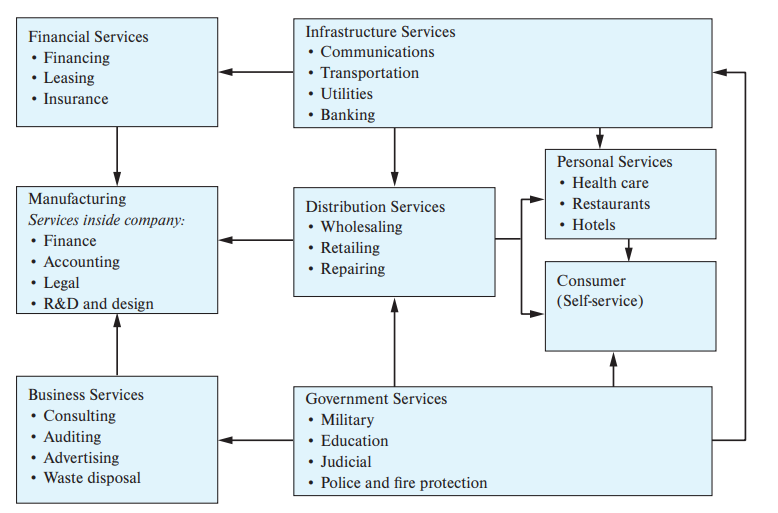 Financial Services
• Financing
• Leasing
• Insurance
Infrastructure Services
• Communications
• Transportation
• Utilities
• Banking
Personal Services
• Health care
• Restaurants
• Hotels
Manufacturing
Services inside company:
• Finance
• Accounting
• Legal
• R&D and design
Distribution Services
• Wholesaling
• Retailing
• Repairing
Consumer
(Self-service)
Business Services
• Consulting
• Auditing
• Advertising
• Waste disposal
Government Services
• Military
• Education
• Judicial
• Police and fire protection